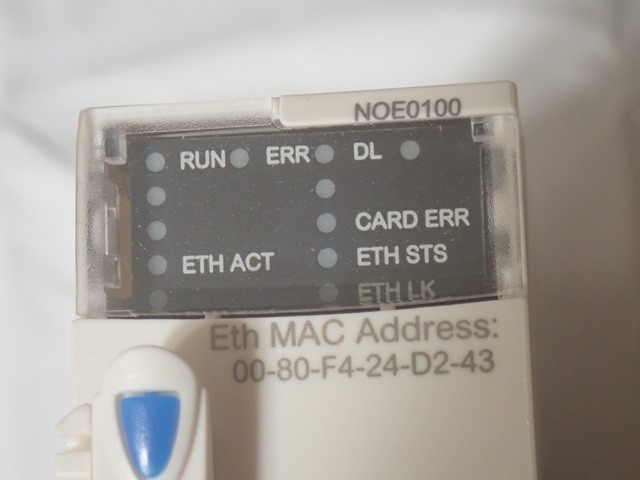 NOE0100
RUN ERR DL
CARD ERR
ETH ACT ETH STS
ETH LK
Eth MAC Address:
00-80-F4-24-D2-43